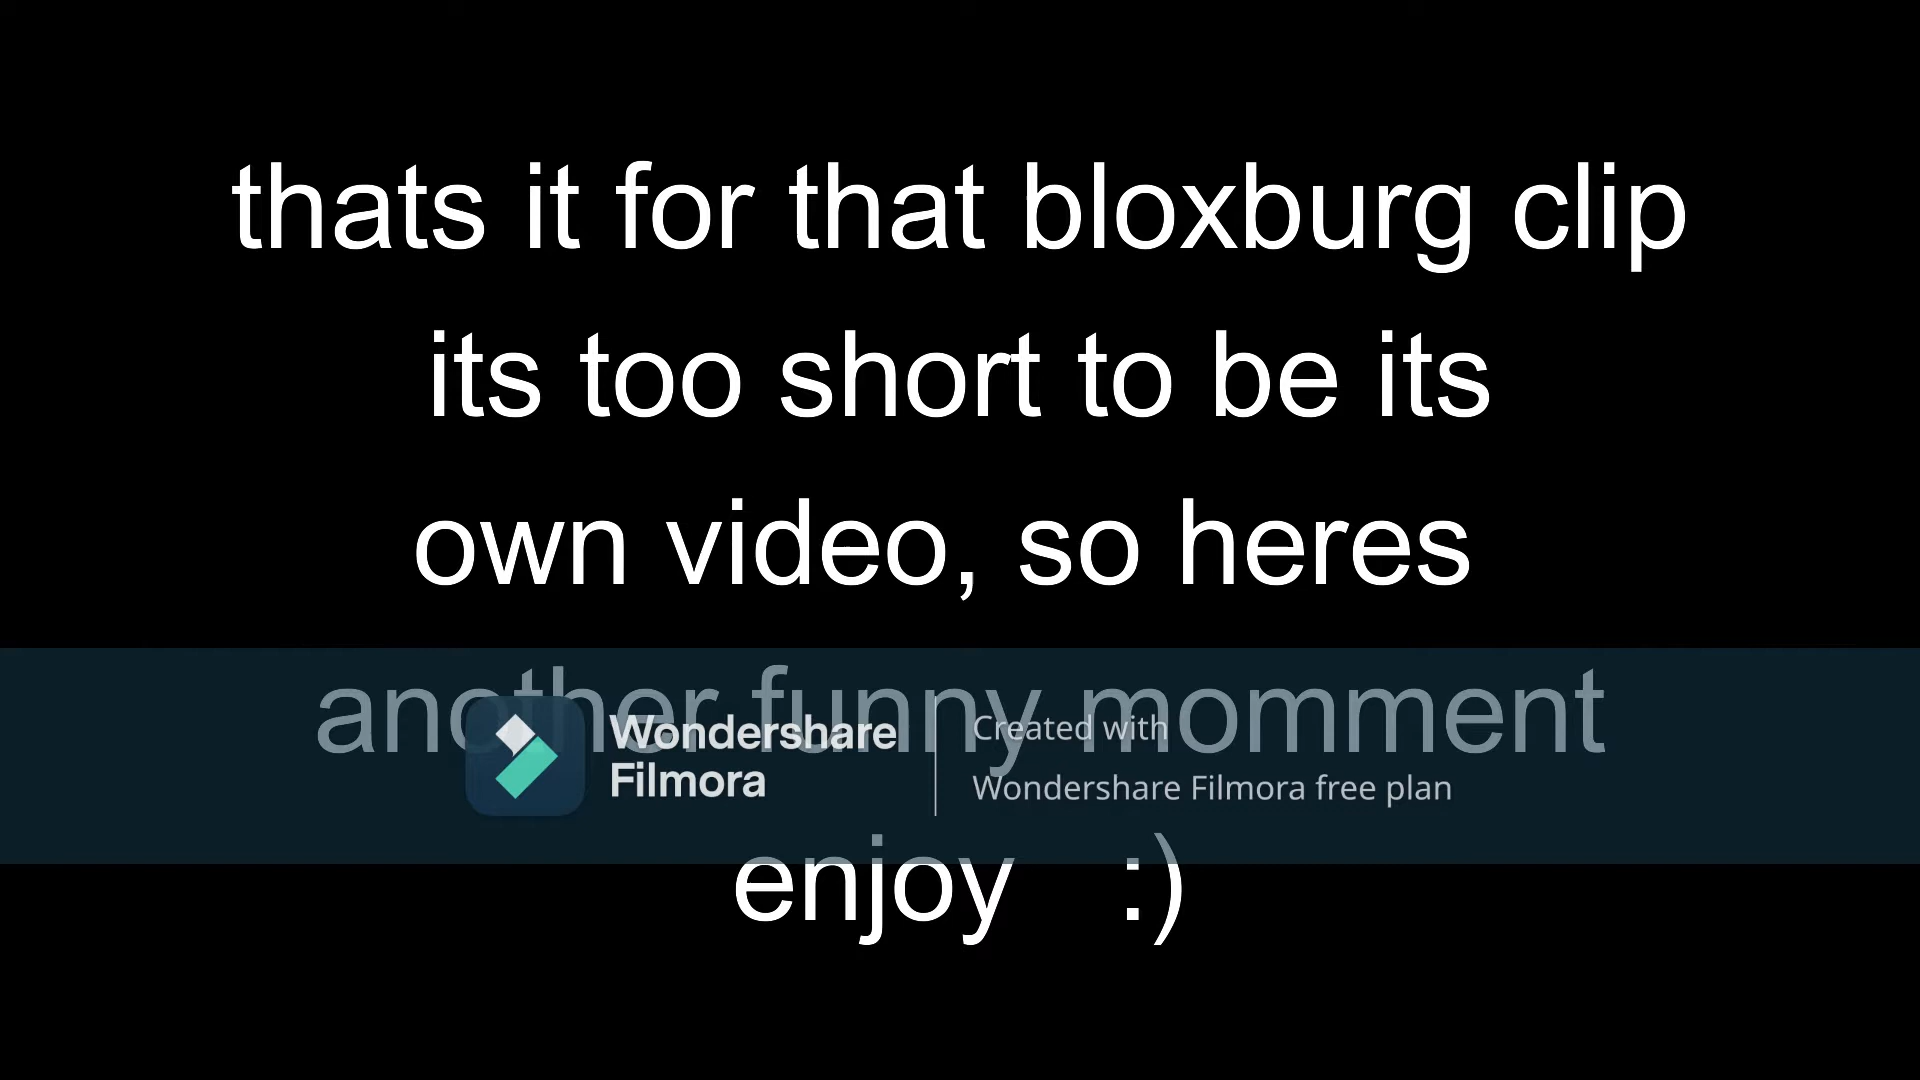 thats it for that bloxburg clip
its too short to be its
own video, so heres
another funny momment
Wondershare
Filmora
Created with
Wondershare Filmora free plan
enjoy :)